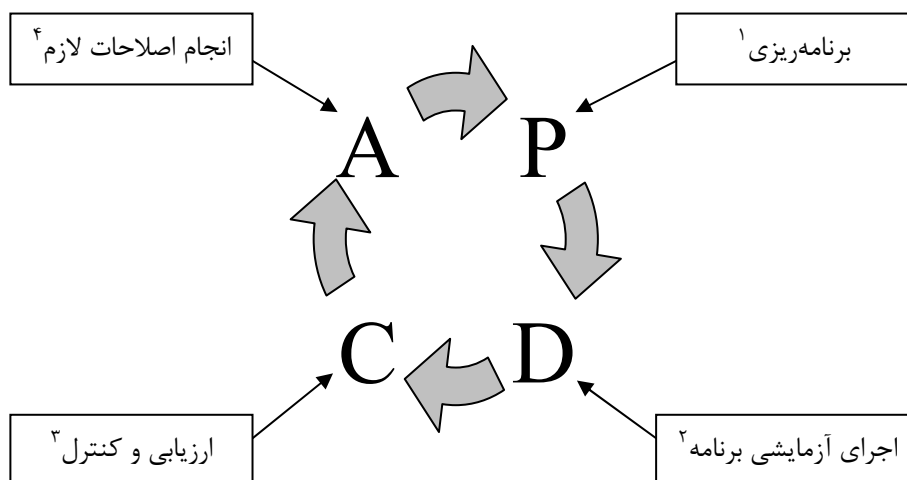 انجام اصلاحات لازم۴
برنامه‌ریزی۱
A
P
C
D
ارزیابی و کنترل۳
اجرای آزمایشی برنامه۲